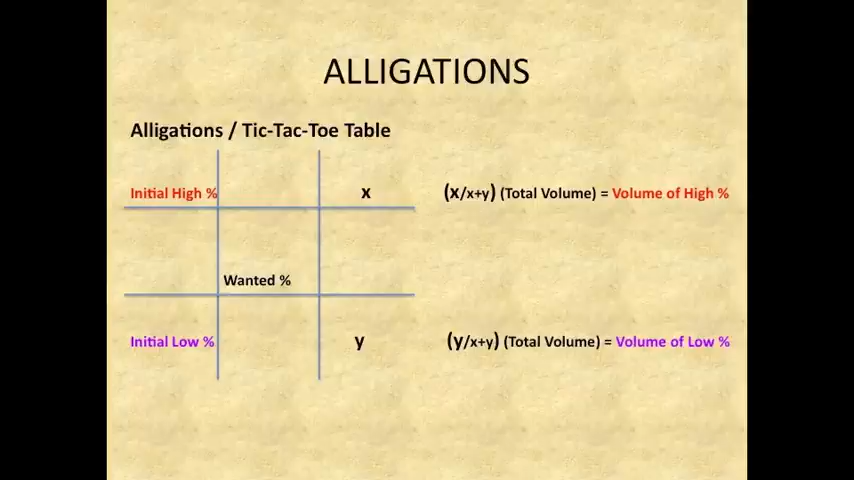 ALLIGATIONS
Alligations / Tic-Tac-Toe Table
Initial High % x (x/x+y) (Total Volume) = Volume of High %
Wanted %
Initial Low % y (y/x+y) (Total Volume) = Volume of Low %